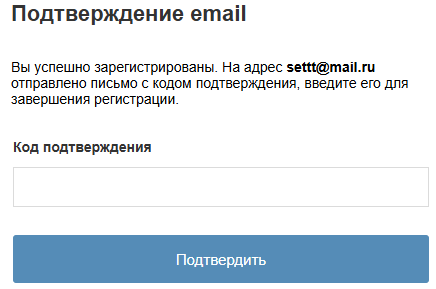 Подтверждение email
Вы успешно зарегистрированы. На адрес settt@mail.ru
отправлено письмо с кодом подтверждения, введите его для
завершения регистрации.
Код подтверждения
Подтвердить